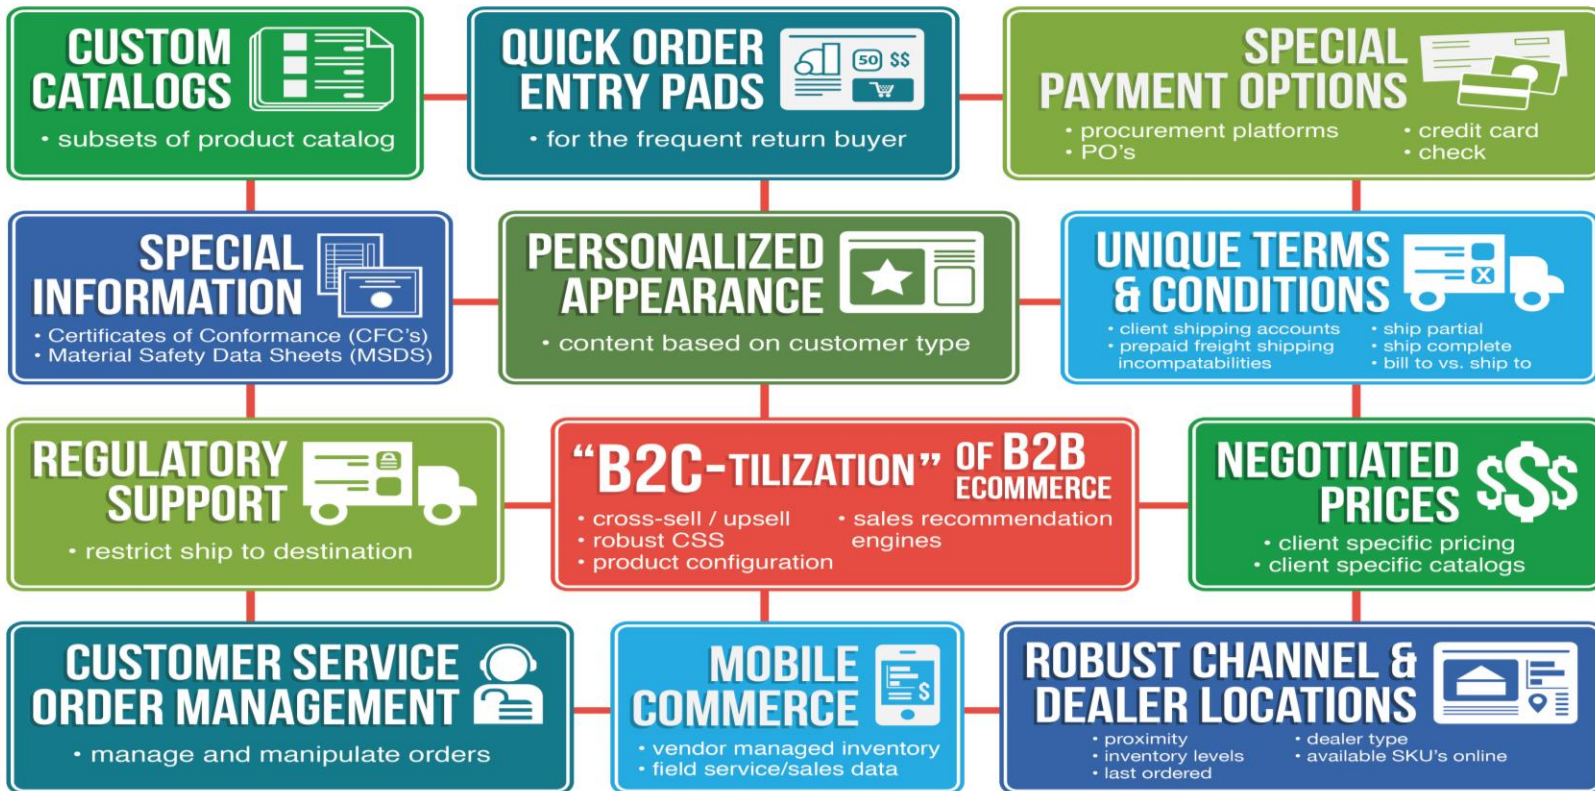 CUSTOM
CATALOGS
• subsets of product catalog
QUICK ORDER
ENTRY PADS
50 $$
• for the frequent return buyer
SPECIAL
PAYMENT OPTIONS
• procurement platforms
• PO's
• credit card
• check
SPECIAL
INFORMATION
• Certificates of Conformance (CFC's)
• Material Safety Data Sheets (MSDS)
PERSONALIZED
APPEARANCE
• content based on customer type
UNIQUE TERMS
& CONDITIONS
X
• client shipping accounts
• prepaid freight shipping
incompatabilities
• ship partial
• ship complete
• bill to vs. ship to
REGULATORY
SUPPORT
• restrict ship to destination
"B2C-TILIZATION" OF B2B
ECOMMERCE
• cross-sell / upsell
• robust CSS
• product configuration
• sales recommendation
engines
NEGOTIATED
PRICES
$$$
• client specific pricing
• client specific catalogs
CUSTOMER SERVICE
ORDER MANAGEMENT
• manage and manipulate orders
MOBILE
COMMERCE
$
• vendor managed inventory
• field service/sales data
ROBUST CHANNEL &
DEALER LOCATIONS
• proximity
• inventory levels
• last ordered
• dealer type
• available SKU's online